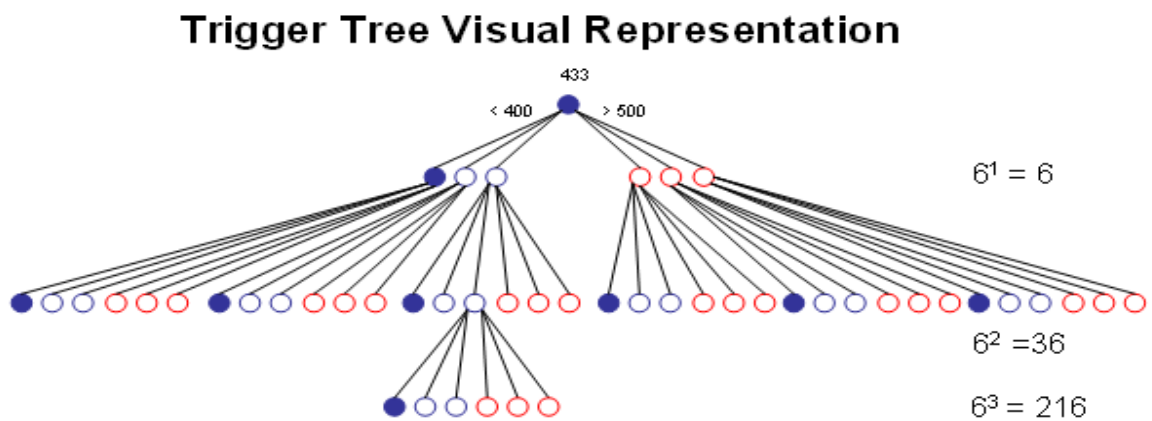 Trigger Tree Visual Representation
433
< 400 > 500
6¹ = 6
6² =36
6³ = 216